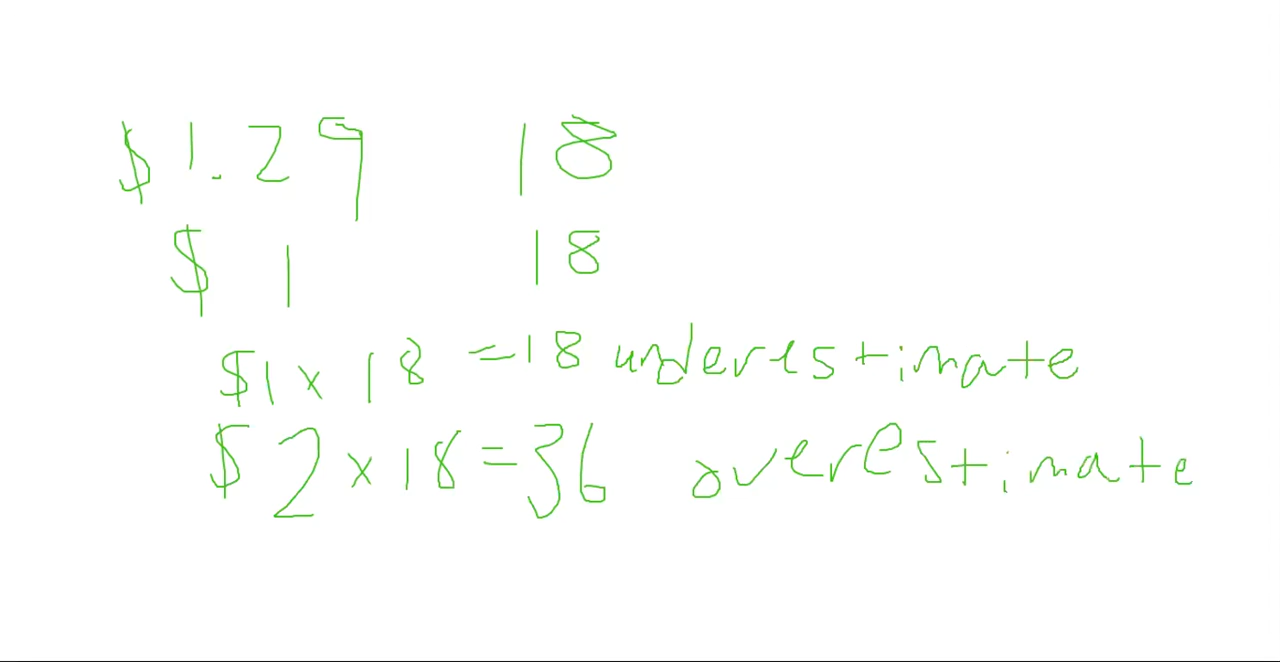 $1.29 18
$ 1 18
$1 x 18 = 18 underestimate
$2 x 18 = 36 overestimate